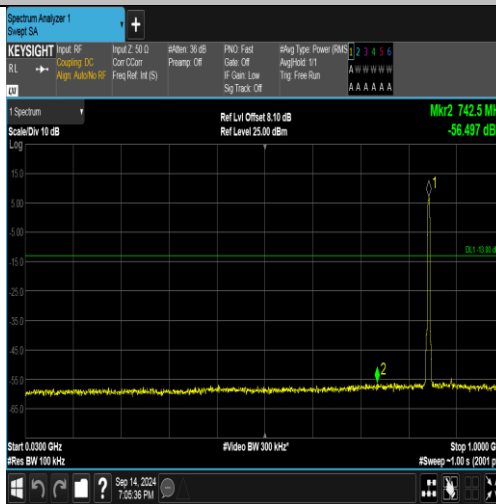 Spectrum Analyzer 1
Swept SA
+
KEYSIGHT
RL
Input: RF
Coupling: DC
Align: Auto/No RF
Input Z: 50 Ω
Corr CCorr
Freq Ref: Int (S)
#Atten: 36 dB
Preamp: Off
PNO: Fast
Gate: Off
IF Gain: Low
Sig Track: Off
#Avg Type: Power (RMS
Avg|Hold: 1/1
Trig: Free Run
1 2 3 4 5 6
A W W W W W
A A A A A A
1 Spectrum
Scale/Div 10 dB
Ref Lvl Offset 8.10 dB
Ref Level 25.00 dBm
Mkr2 742.5 MH
-56.497 dB
Log
15.0
5.00
-5.00
-15.0
-25.0
-35.0
-45.0
-55.0
-65.0
1
DL1 -13.00 d
2
Start 0.0300 GHz
#Res BW 100 kHz
#Video BW 300 kHz*
Stop 1.0000 G
#Sweep ~1.00 s (2001 p
?
Sep 14, 2024
7:05:36 PM